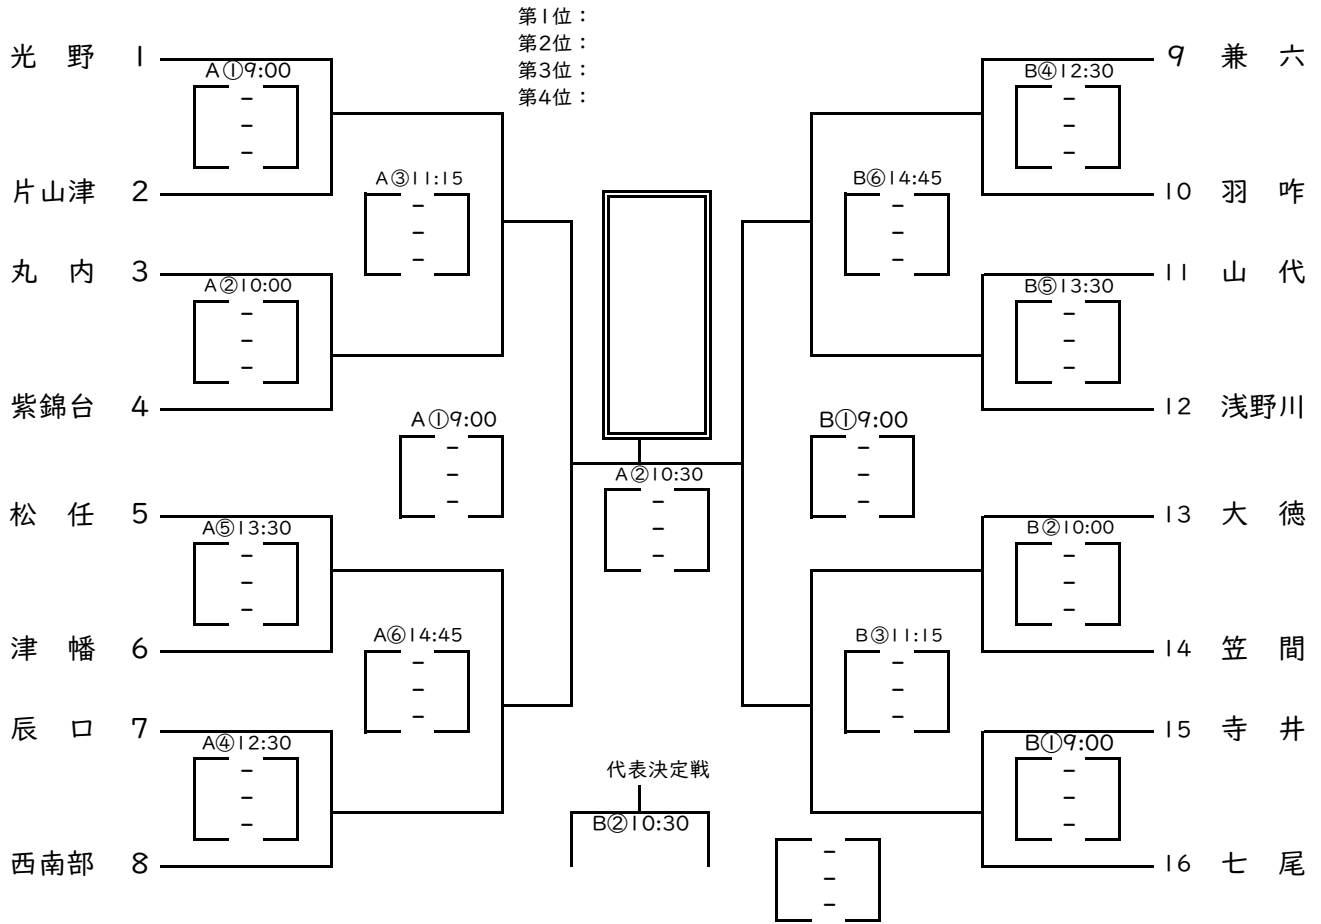 第1位：
第2位：
第3位：
第4位：
光　野　1
A①9:00
-
-
-
片山津　2
A③11:15
-
-
-
丸　内　3
A②10:00
-
-
-
紫錦台　4
A①9:00
-
-
-
松　任　5
A⑤13:30
-
-
-
津　幡　6
A⑥14:45
-
-
-
辰　口　7
A④12:30
-
-
-
西南部　8
A②10:30
-
-
-
代表決定戦
B②10:30
-
-
-
9　兼　六
B④12:30
-
-
-
10　羽　咋
B⑥14:45
-
-
-
11　山　代
B⑤13:30
-
-
-
12　浅野川
B①9:00
-
-
-
13　大　徳
B②10:00
-
-
-
14　笠　間
B③11:15
-
-
-
15　寺　井
B①9:00
-
-
-
16　七　尾